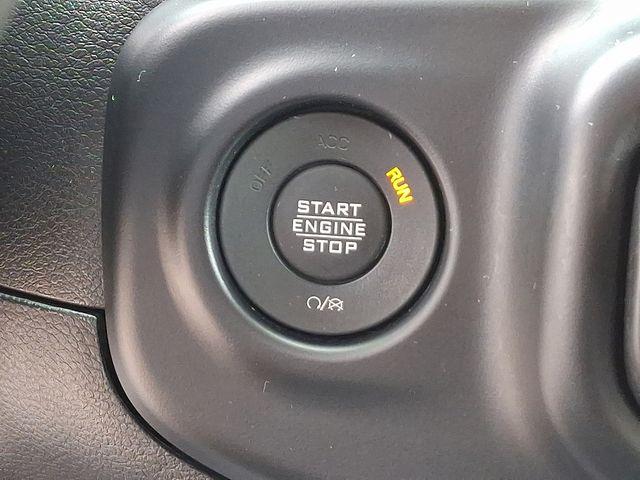 ACC
OFF
RUN
START
ENGINE
STOP